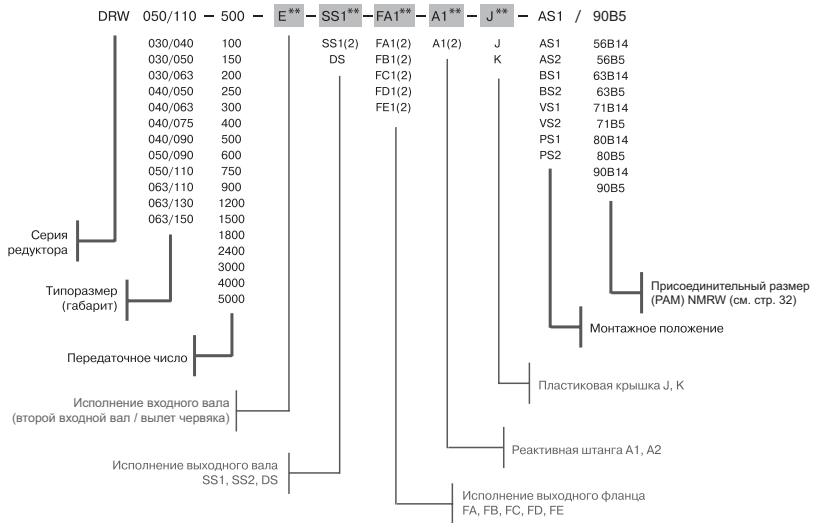 DRW 050/110 – 500 – E** – SS1** – FA1** – A1** – J** – AS1 / 90B5
030/040 100 SS1(2) FA1(2) A1(2) J AS1 56B14
030/050 150 DS FB1(2) K AS2 56B5
030/063 200 FC1(2) BS1 63B14
040/050 250 FD1(2) BS2 63B5
040/063 300 FE1(2) VS1 71B14
040/075 400 VS2 71B5
040/090 500 PS1 80B14
050/090 600 PS2 80B5
050/110 750 90B14
063/110 900 90B5
063/130 1200
063/150 1500
1800
2400
3000
4000
5000
Серия
редуктора
Типоразмер
(габарит)
Присоединительный размер
(PAM) NMRW (см. стр. 32)
Монтажное положение
Передаточное число
Пластиковая крышка J, K
Исполнение входного вала
(второй входной вал / вылет червяка)
Реактивная штанга A1, A2
Исполнение выходного вала
SS1, SS2, DS
Исполнение выходного фланца
FA, FB, FC, FD, FE